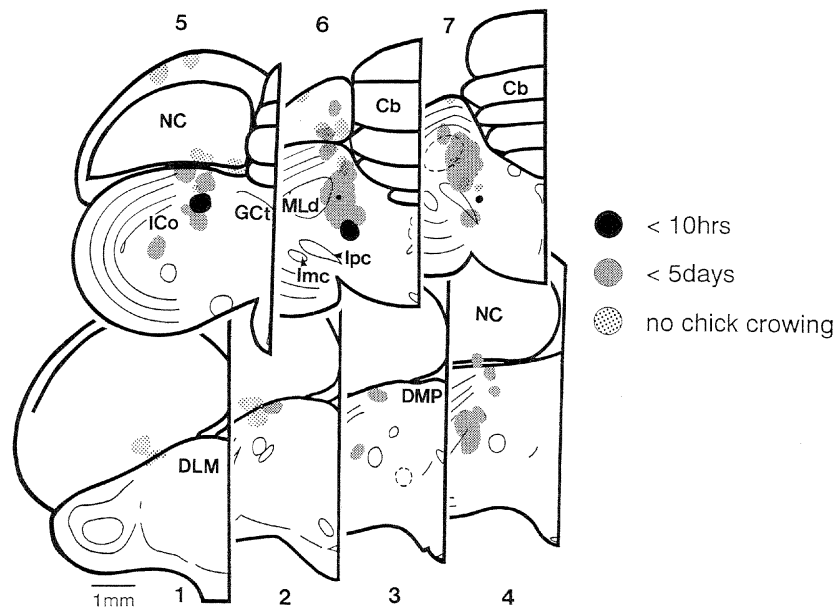 5 6 7
NC Cb Cb
ICo GCt MLd
Imc Ipc
< 10hrs
< 5days
no chick crowing
NC
DMP
DLM
1mm
1 2 3 4